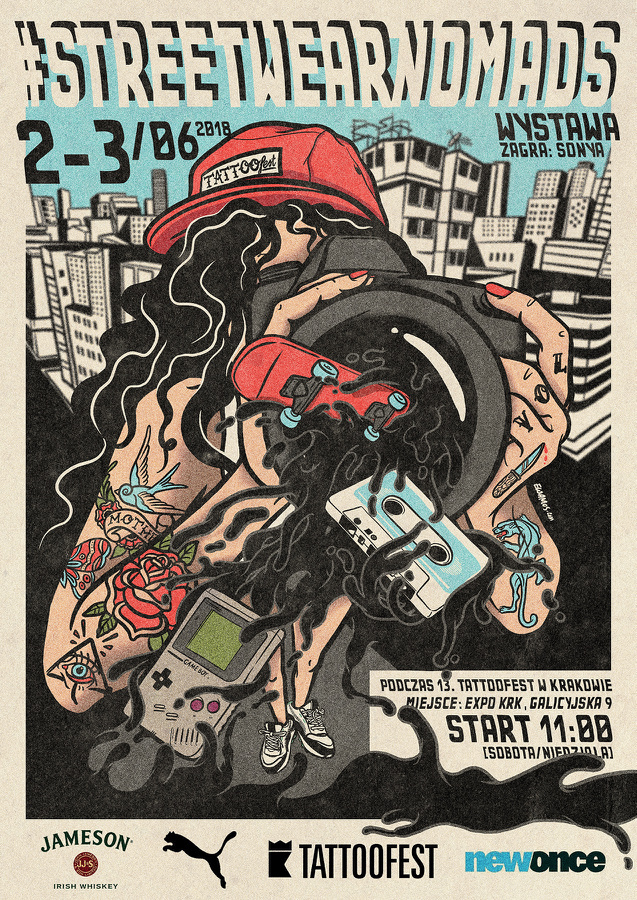 #STREETWEARNOMADS
2-3/06 2018
WYSTAWA
ZAGRA: SONYA
TATTOOfest
MOTHER
GAME BOY
PODCZAS 13. TATTOOFEST W KRAKOWIE
MIEJSCE: EXPO KRK, GALICYJSKA 9
START 11:00
[SOBOTA/NIEDZIELA]
JAMESON
JJ&S
IRISH WHISKEY
TATTOOFEST
newonce